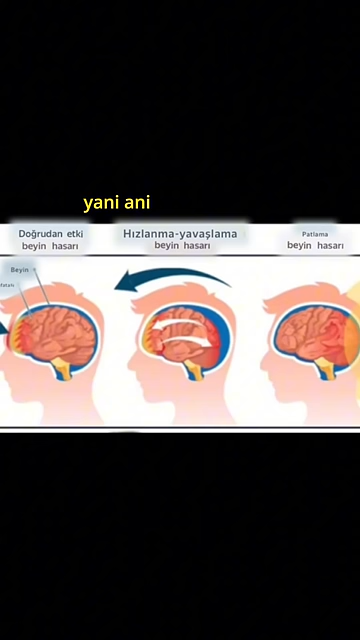 yani ani
Doğrudan etki
beyin hasarı
Hızlanma-yavaşlama
beyin hasarı
Patlama
beyin hasarı
Beyin